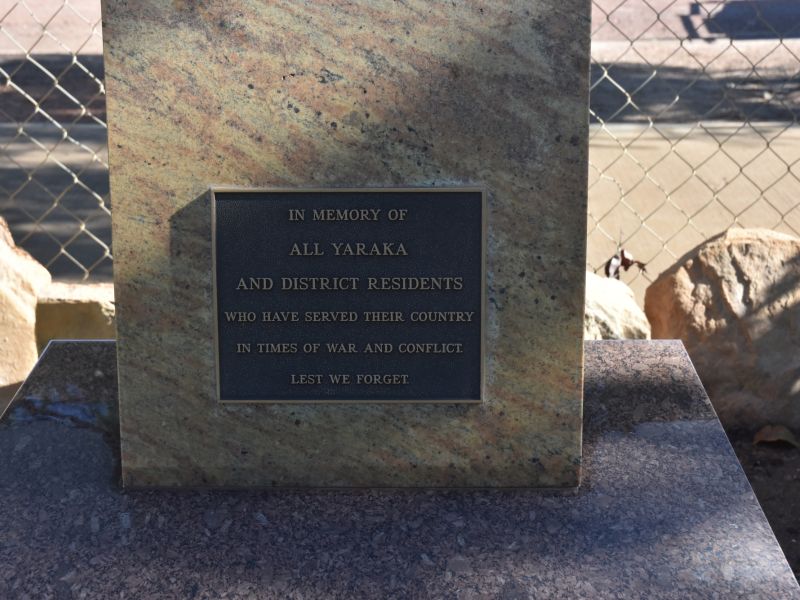 IN MEMORY OF
ALL YARAKA
AND DISTRICT RESIDENTS
WHO HAVE SERVED THEIR COUNTRY
IN TIMES OF WAR AND CONFLICT.
LEST WE FORGET.